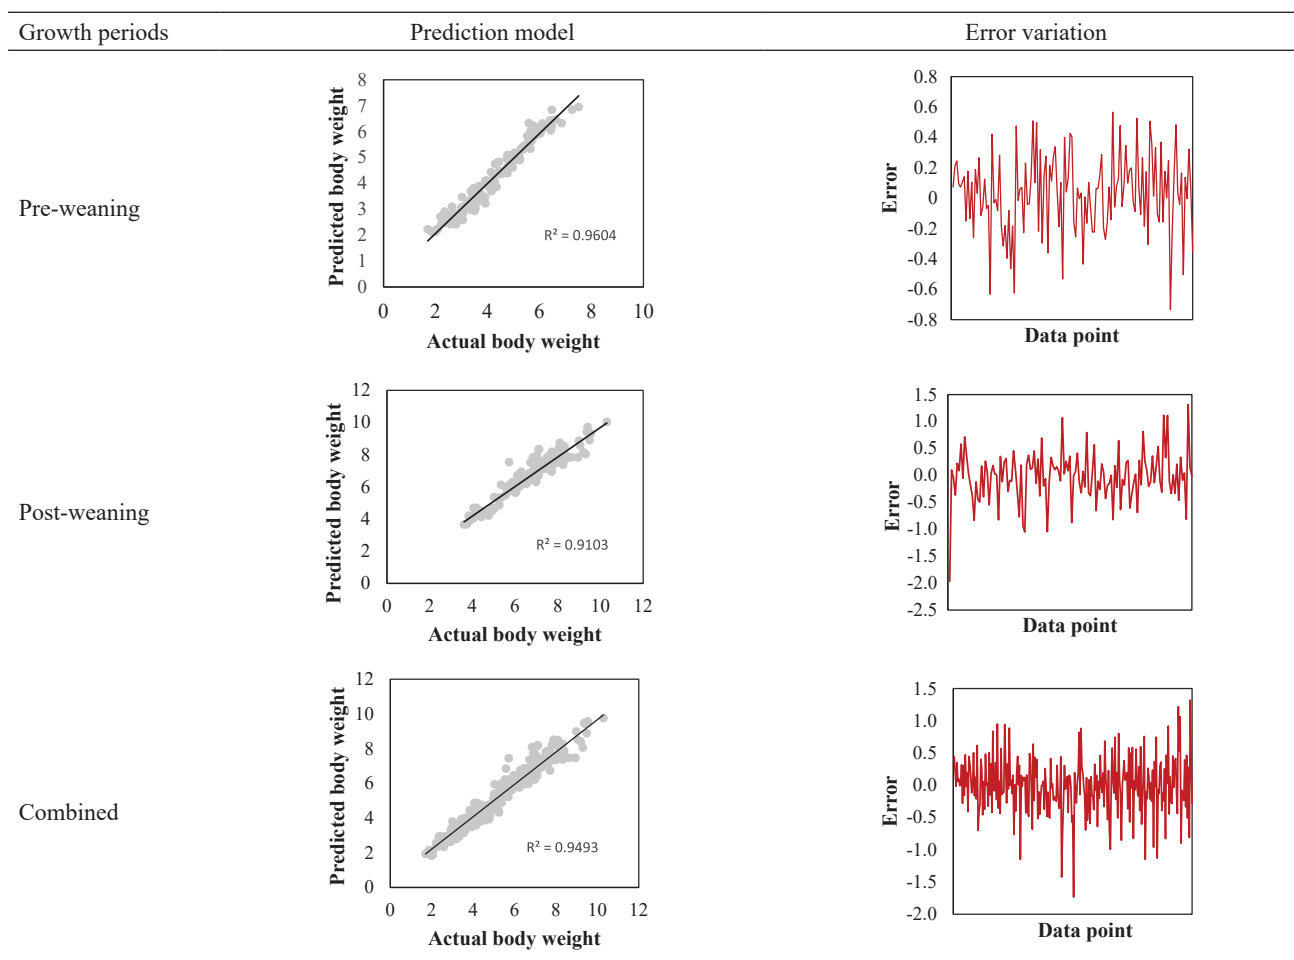 Growth periods Prediction model Error variation
Pre-weaning
Predicted body weight
8
7
6
5
4
3
2
1
0
R² = 0.9604
0 2 4 6 8 10
Actual body weight
Error
0.8
0.6
0.4
0.2
0
-0.2
0.4
-0.6
-0.8
Data point
Post-weaning
Predicted body weight
12
10
8
6
4
2
0
R² = 0.9103
0 2 4 6 8 10 12
Actual body weight
Error
1.5
1.0
0.5
0.0
-0.5
-1.0
-1.5
-2.0
-2.5
Data point
Combined
Predicted body weight
12
10
8
6
4
2
0
R² = 0.9493
0 2 4 6 8 10 12
Actual body weight
Error
1.5
1.0
0.5
0.0
-0.5
-1.0
-1.5
-2.0
Data point